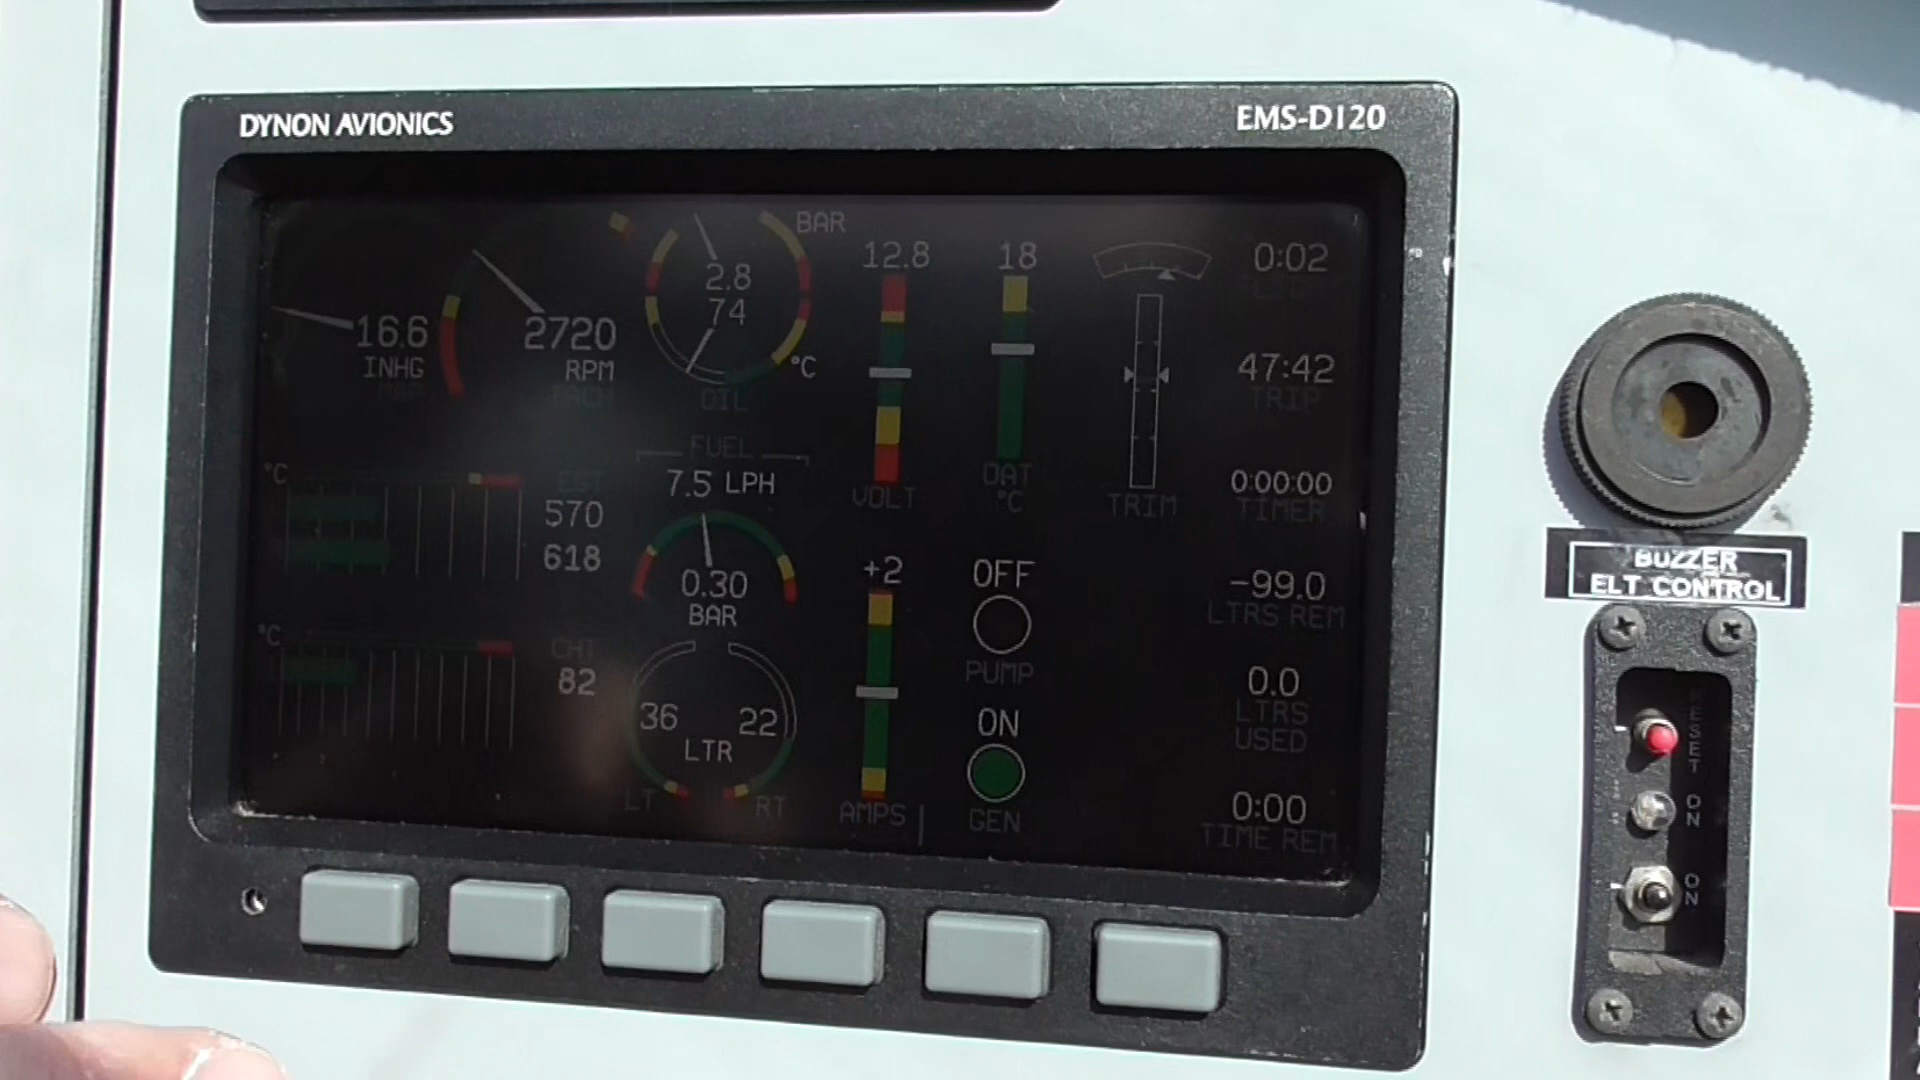 DYNON AVIONICS
EMS-D120
BAR
2.8
74
°C
OIL
16.6
INHG
MAP
2720
RPM
TACH
12.8
VOLT
18
OAT
°C
TRIM
0:02
47:42
TRIP
0:00:00
TIMER
-99.0
LTRS REM
0.0
LTRS
USED
0:00
TIME REM
°C
EGT
570
618
°C
CHT
82
FUEL
7.5 LPH
0.30
BAR
36
22
LTR
LT
RT
+2
AMPS
OFF
PUMP
ON
GEN
BUZZER
ELT CONTROL
RESET
ON
ON